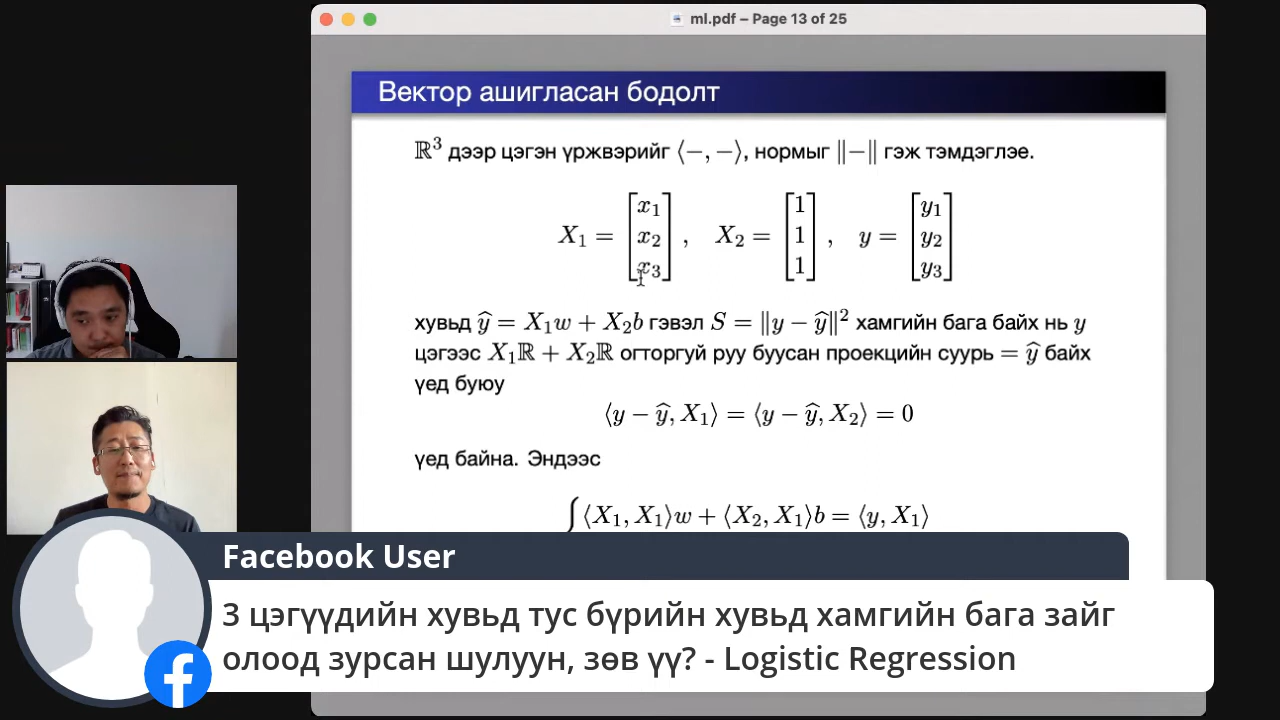 ml.pdf – Page 13 of 25
Вектор ашигласан бодолт
ℝ³ дээр цэгэн үржвэрийг ⟨−, −⟩, нормыг ‖−‖ гэж тэмдэглэе.
X₁ = [x₁ x₂ x₃], X₂ = [1 1 1], y = [y₁ y₂ y₃]
хувьд ŷ = X₁w + X₂b гэвэл S = ‖y − ŷ‖² хамгийн бага байх нь y
цэгээс X₁ℝ + X₂ℝ огторгуй руу буусан проекцийн суурь = ŷ байх
үед буюу
⟨y − ŷ, X₁⟩ = ⟨y − ŷ, X₂⟩ = 0
үед байна. Эндээс
⟨X₁, X₁⟩w + ⟨X₂, X₁⟩b = ⟨y, X₁⟩
Facebook User
3 цэгүүдийн хувьд тус бүрийн хувьд хамгийн бага зайг
олоод зурсан шулуун, зөв үү? - Logistic Regression